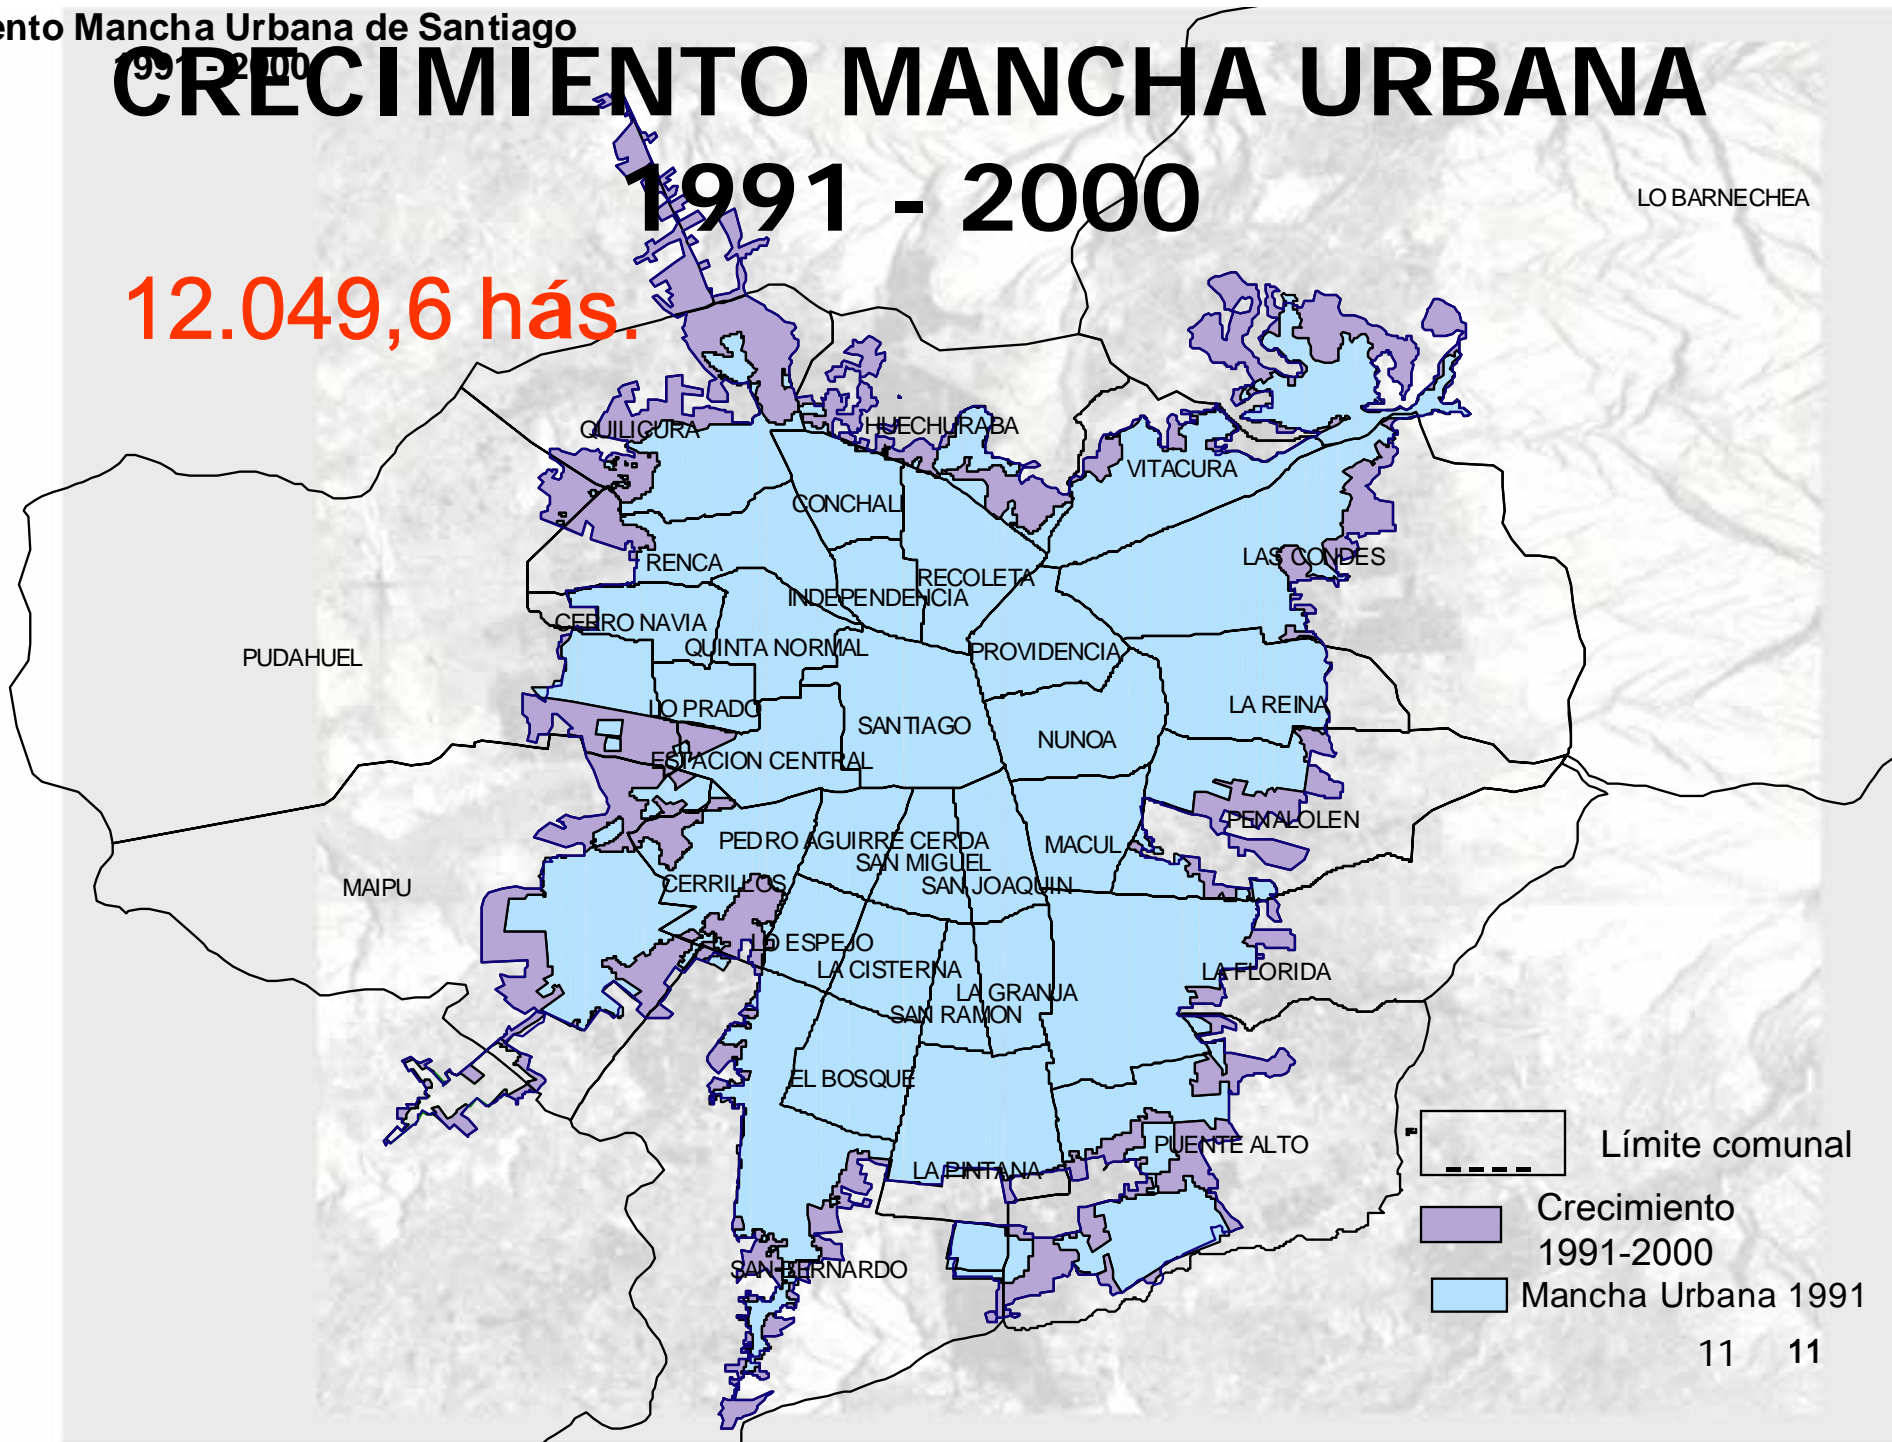 ento Mancha Urbana de Santiago
1991 - 2000
CRECIMIENTO MANCHA URBANA
1991 - 2000
LO BARNECHEA
12.049,6 hás.
QUILICURA
HUECHURABA
VITACURA
CONCHALI
LAS CONDES
RENCA
RECOLETA
INDEPENDENCIA
CERRO NAVIA
QUINTA NORMAL
PROVIDENCIA
PUDAHUEL
LO PRADO
LA REINA
SANTIAGO
NUNOA
ESTACION CENTRAL
PENALOLEN
PEDRO AGUIRRE CERDA
MACUL
SAN MIGUEL
MAIPU
CERRILLOS
SAN JOAQUIN
LO ESPEJO
LA CISTERNA
LA FLORIDA
LA GRANJA
SAN RAMON
EL BOSQUE
PUENTE ALTO
LA PINTANA
SAN BERNARDO
Límite comunal
Crecimiento
1991-2000
Mancha Urbana 1991
11 11